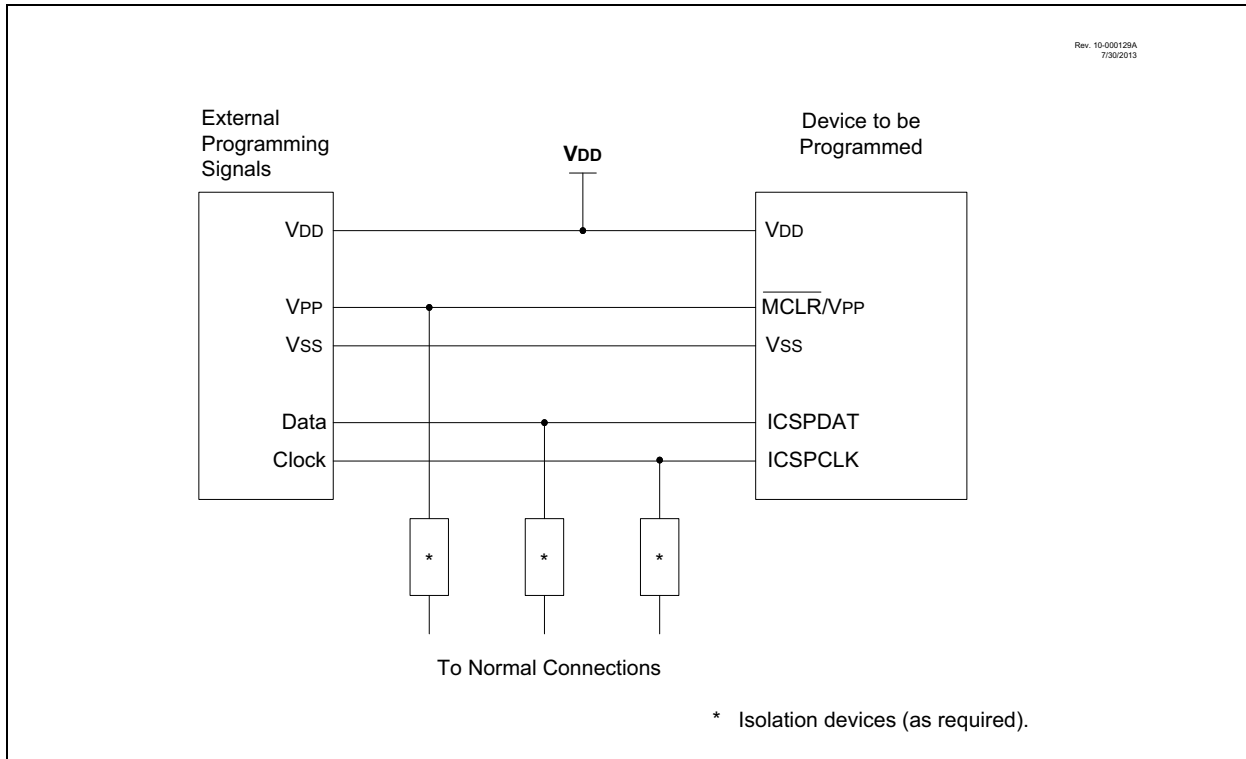 Rev. 10-000129A
7/30/2013
External
Programming
Signals
VDD
Device to be
Programmed
VDD
VPP
VSS
Data
Clock
VDD
MCLR/VPP
VSS
ICSPDAT
ICSPCLK
*
*
*
To Normal Connections
* Isolation devices (as required).